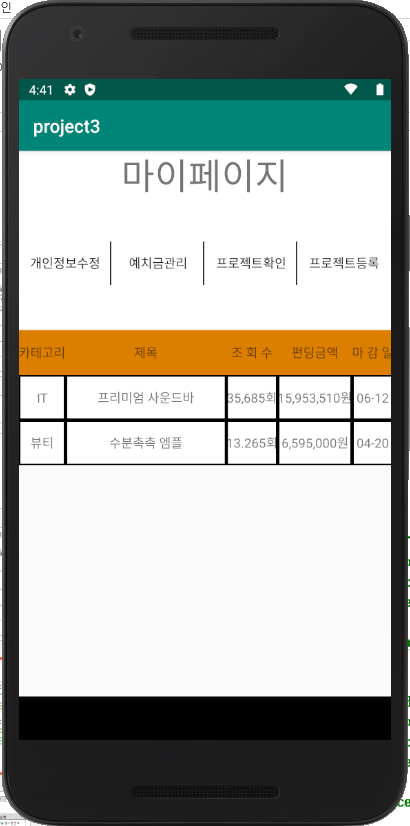 인
4:41
project3
마이페이지
개인정보수정 예치금관리 프로젝트확인 프로젝트등록
카테고리 제목 조 회 수 펀딩금액 마 감 일
IT 프리미엄 사운드바 35,685회 15,953,510원 06-12
뷰티 수분촉촉 엠플 13.265회 6,595,000원 04-20
ce